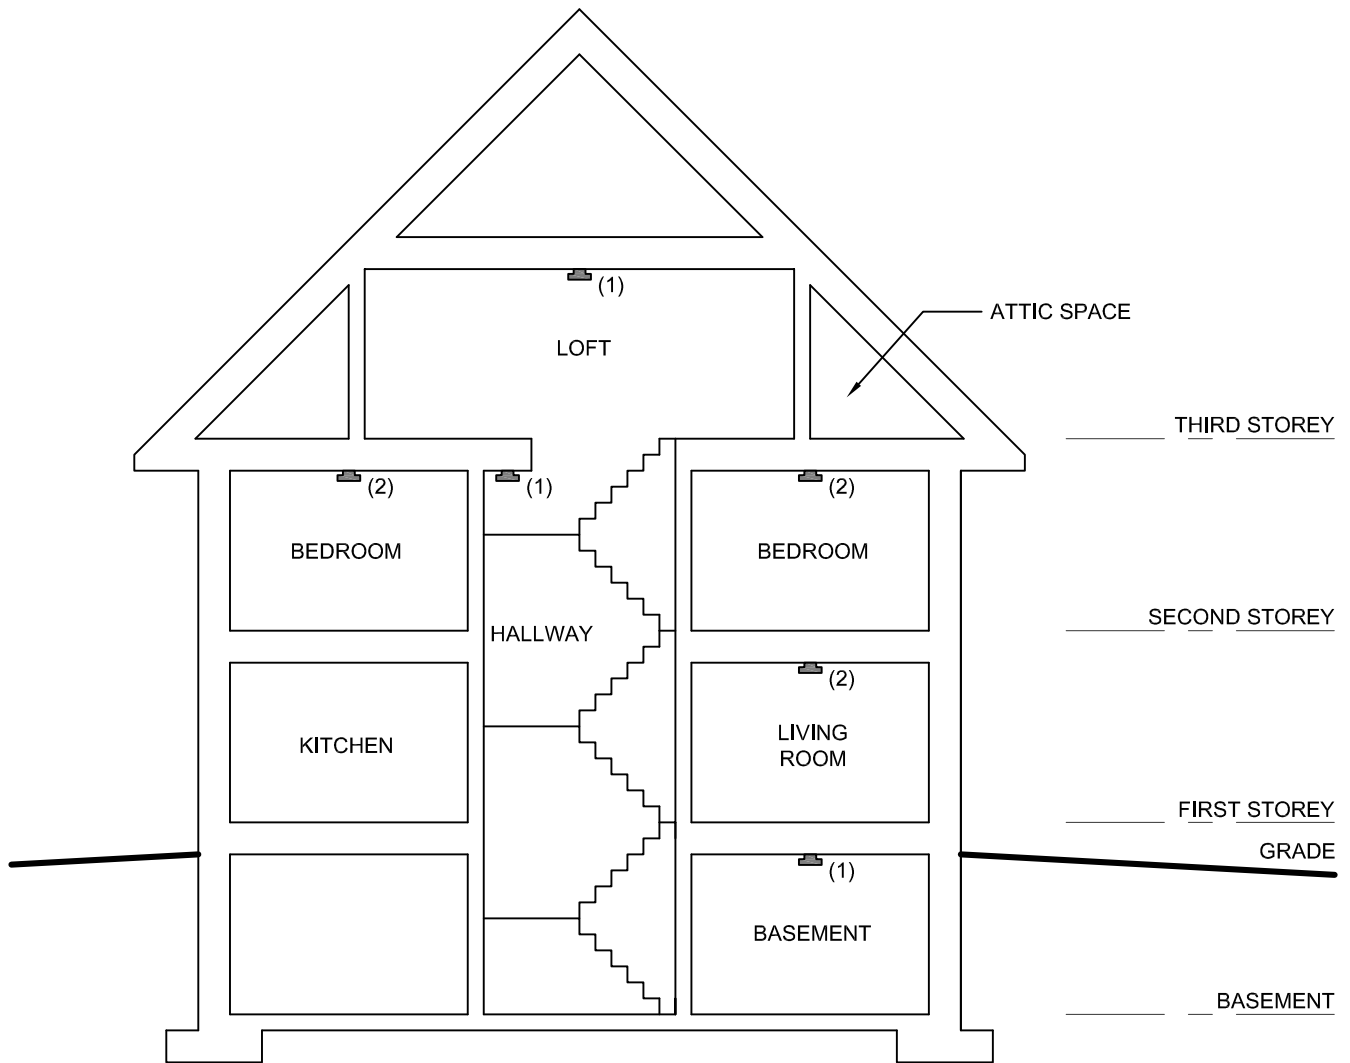 (1)
ATTIC SPACE
LOFT
THIRD STOREY
(2)
(1)
(2)
BEDROOM
BEDROOM
SECOND STOREY
HALLWAY
(2)
KITCHEN
LIVING
ROOM
FIRST STOREY
GRADE
(1)
BASEMENT
BASEMENT